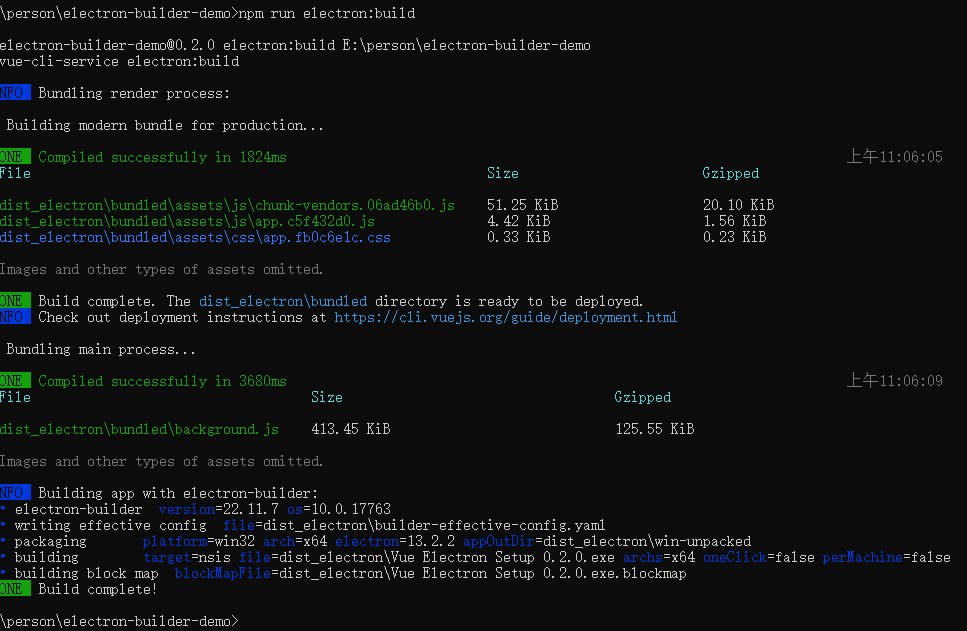 \person\electron-builder-demo>npm run electron:build
electron-builder-demo@0.2.0 electron:build E:\person\electron-builder-demo
vue-cli-service electron:build
NFO Bundling render process:
Building modern bundle for production...
ONE Compiled successfully in 1824ms 上午11:06:05
File Size Gzipped
dist_electron\bundled\assets\js\chunk-vendors.06ad46b0.js 51.25 KiB 20.10 KiB
dist_electron\bundled\assets\js\app.c5f432d0.js 4.42 KiB 1.56 KiB
dist_electron\bundled\assets\css\app.fb0c6e1c.css 0.33 KiB 0.23 KiB
Images and other types of assets omitted.
ONE Build complete. The dist_electron\bundled directory is ready to be deployed.
NFO Check out deployment instructions at https://cli.vuejs.org/guide/deployment.html
Bundling main process...
ONE Compiled successfully in 3680ms 上午11:06:09
File Size Gzipped
dist_electron\bundled\background.js 413.45 KiB 125.55 KiB
Images and other types of assets omitted.
NFO Building app with electron-builder:
• electron-builder version=22.11.7 os=10.0.17763
• writing effective config file=dist_electron\builder-effective-config.yaml
• packaging platform=win32 arch=x64 electron=13.2.2 appOutDir=dist_electron\win-unpacked
• building target=nsis file=dist_electron\Vue Electron Setup 0.2.0.exe archs=x64 oneClick=false perMachine=false
• building block map blockMapFile=dist_electron\Vue Electron Setup 0.2.0.exe.blockmap
ONE Build complete!
\person\electron-builder-demo>